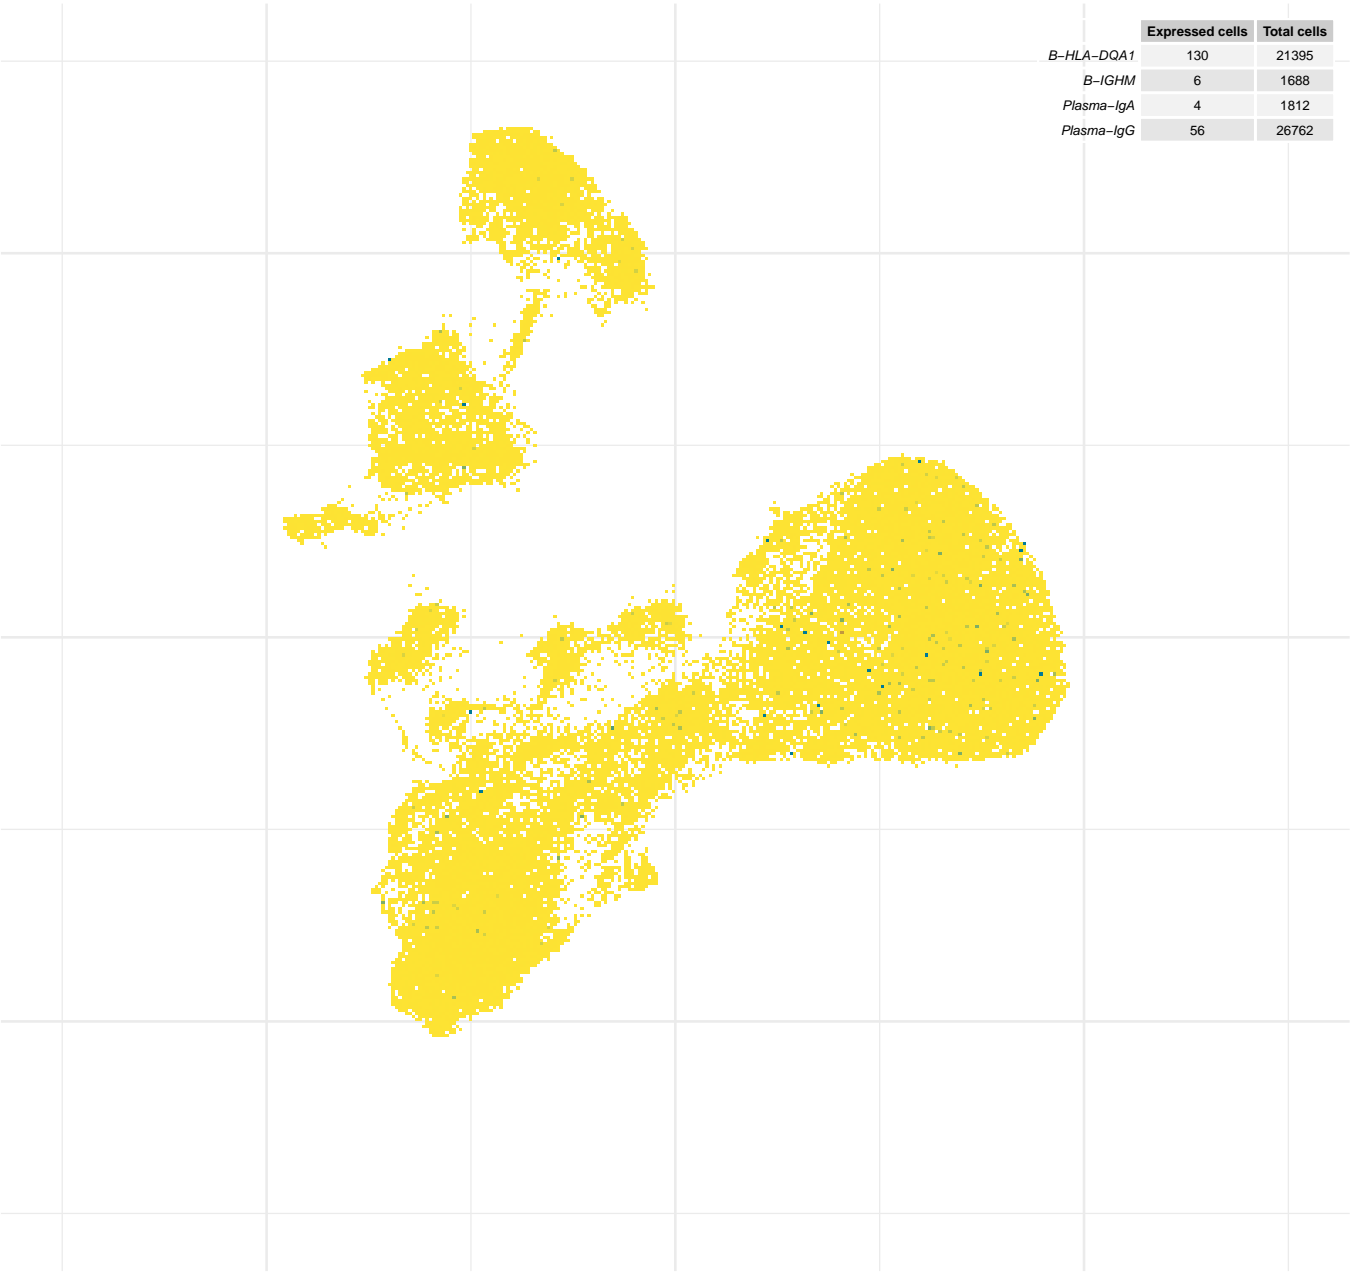 Expressed cells Total cells
B−HLA−DQA1 130 21395
B−IGHM 6 1688
Plasma−IgA 4 1812
Plasma−IgG 56 26762